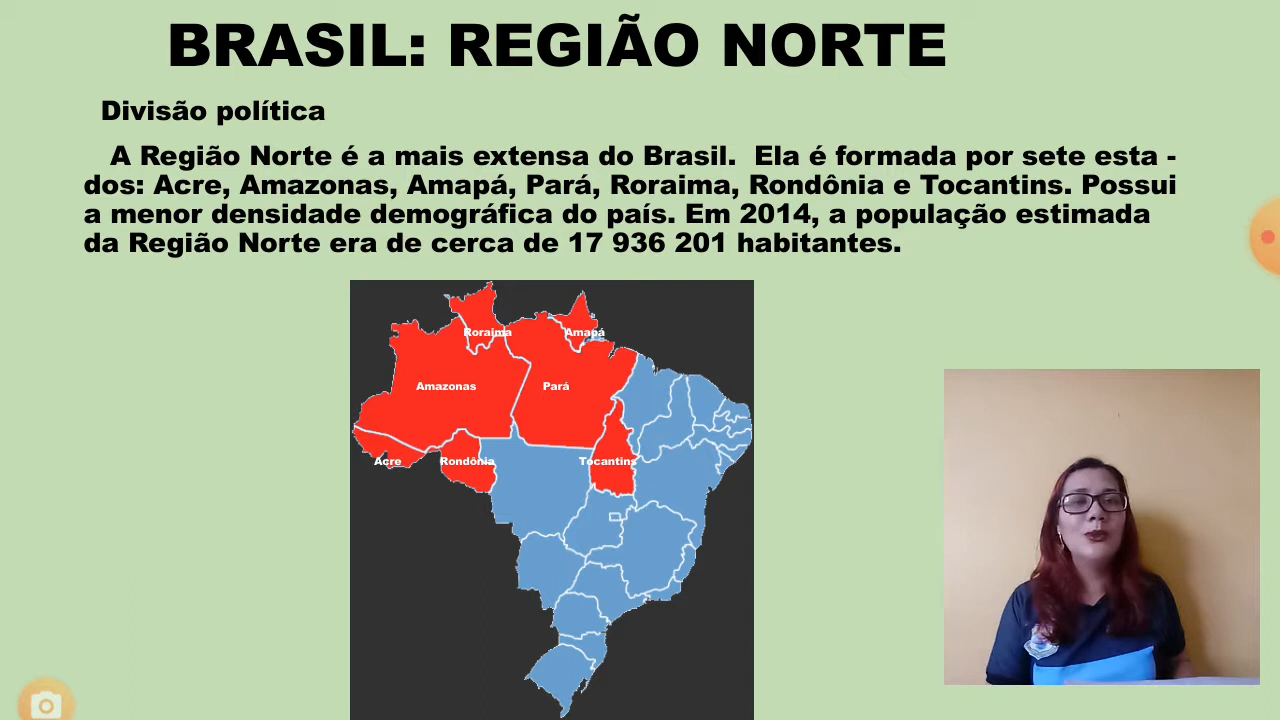 BRASIL: REGIÃO NORTE
Divisão política
A Região Norte é a mais extensa do Brasil. Ela é formada por sete esta -
dos: Acre, Amazonas, Amapá, Pará, Roraima, Rondônia e Tocantins. Possui
a menor densidade demográfica do país. Em 2014, a população estimada
da Região Norte era de cerca de 17 936 201 habitantes.
Roraima
Amapá
Amazonas
Pará
Acre
Rondônia
Tocantins